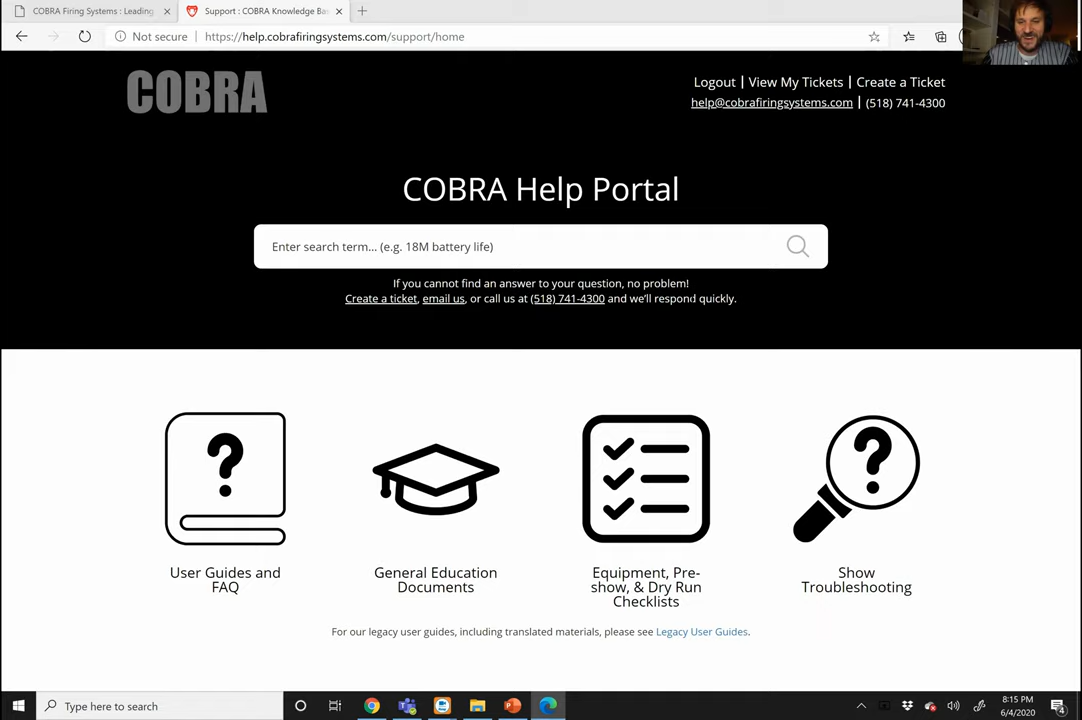 COBRA Firing Systems : Leading
Support : COBRA Knowledge Bas
Not secure
https://help.cobrafiringsystems.com/support/home
COBRA
Logout | View My Tickets | Create a Ticket
help@cobrafiringsystems.com | (518) 741-4300
COBRA Help Portal
Enter search term... (e.g. 18M battery life)
If you cannot find an answer to your question, no problem!
Create a ticket, email us, or call us at (518) 741-4300 and we'll respond quickly.
User Guides and
FAQ
General Education
Documents
Equipment, Pre-
show, & Dry Run
Checklists
Show
Troubleshooting
For our legacy user guides, including translated materials, please see Legacy User Guides.
Type here to search
8:15 PM
6/4/2020
4